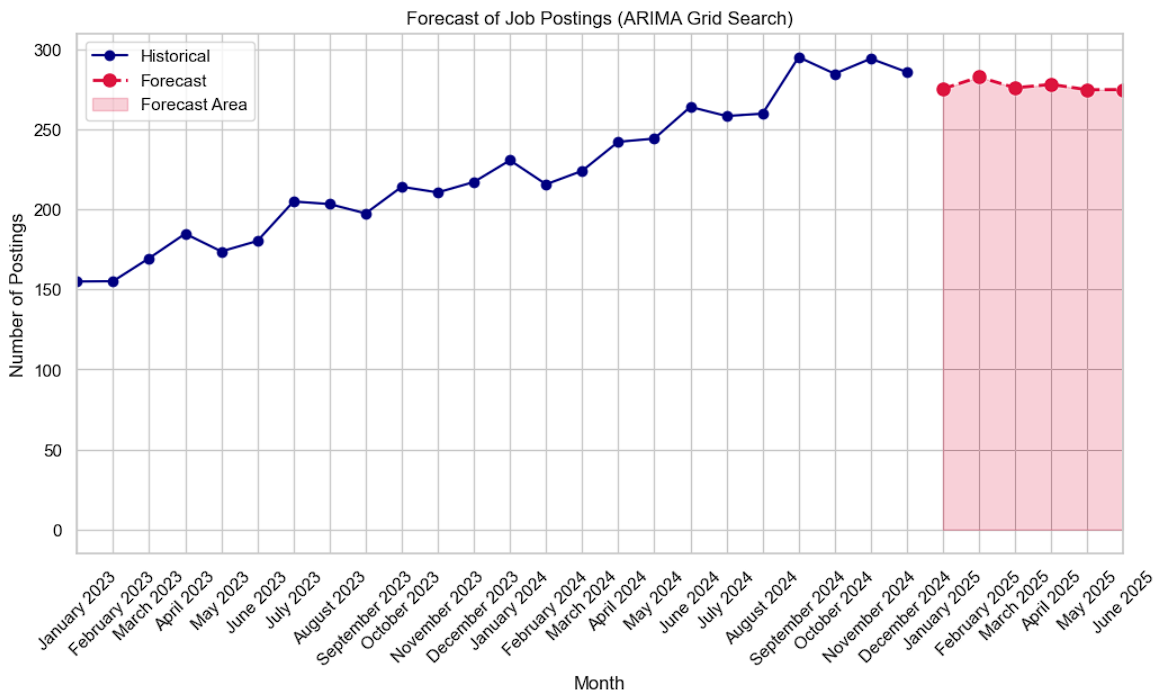 Forecast of Job Postings (ARIMA Grid Search)
Historical
Forecast
Forecast Area
Number of Postings
300
250
200
150
100
50
0
January 2023
February 2023
March 2023
April 2023
May 2023
June 2023
July 2023
August 2023
September 2023
October 2023
November 2023
December 2023
January 2024
February 2024
March 2024
April 2024
May 2024
June 2024
July 2024
August 2024
September 2024
October 2024
November 2024
December 2024
January 2025
February 2025
March 2025
April 2025
May 2025
June 2025
Month